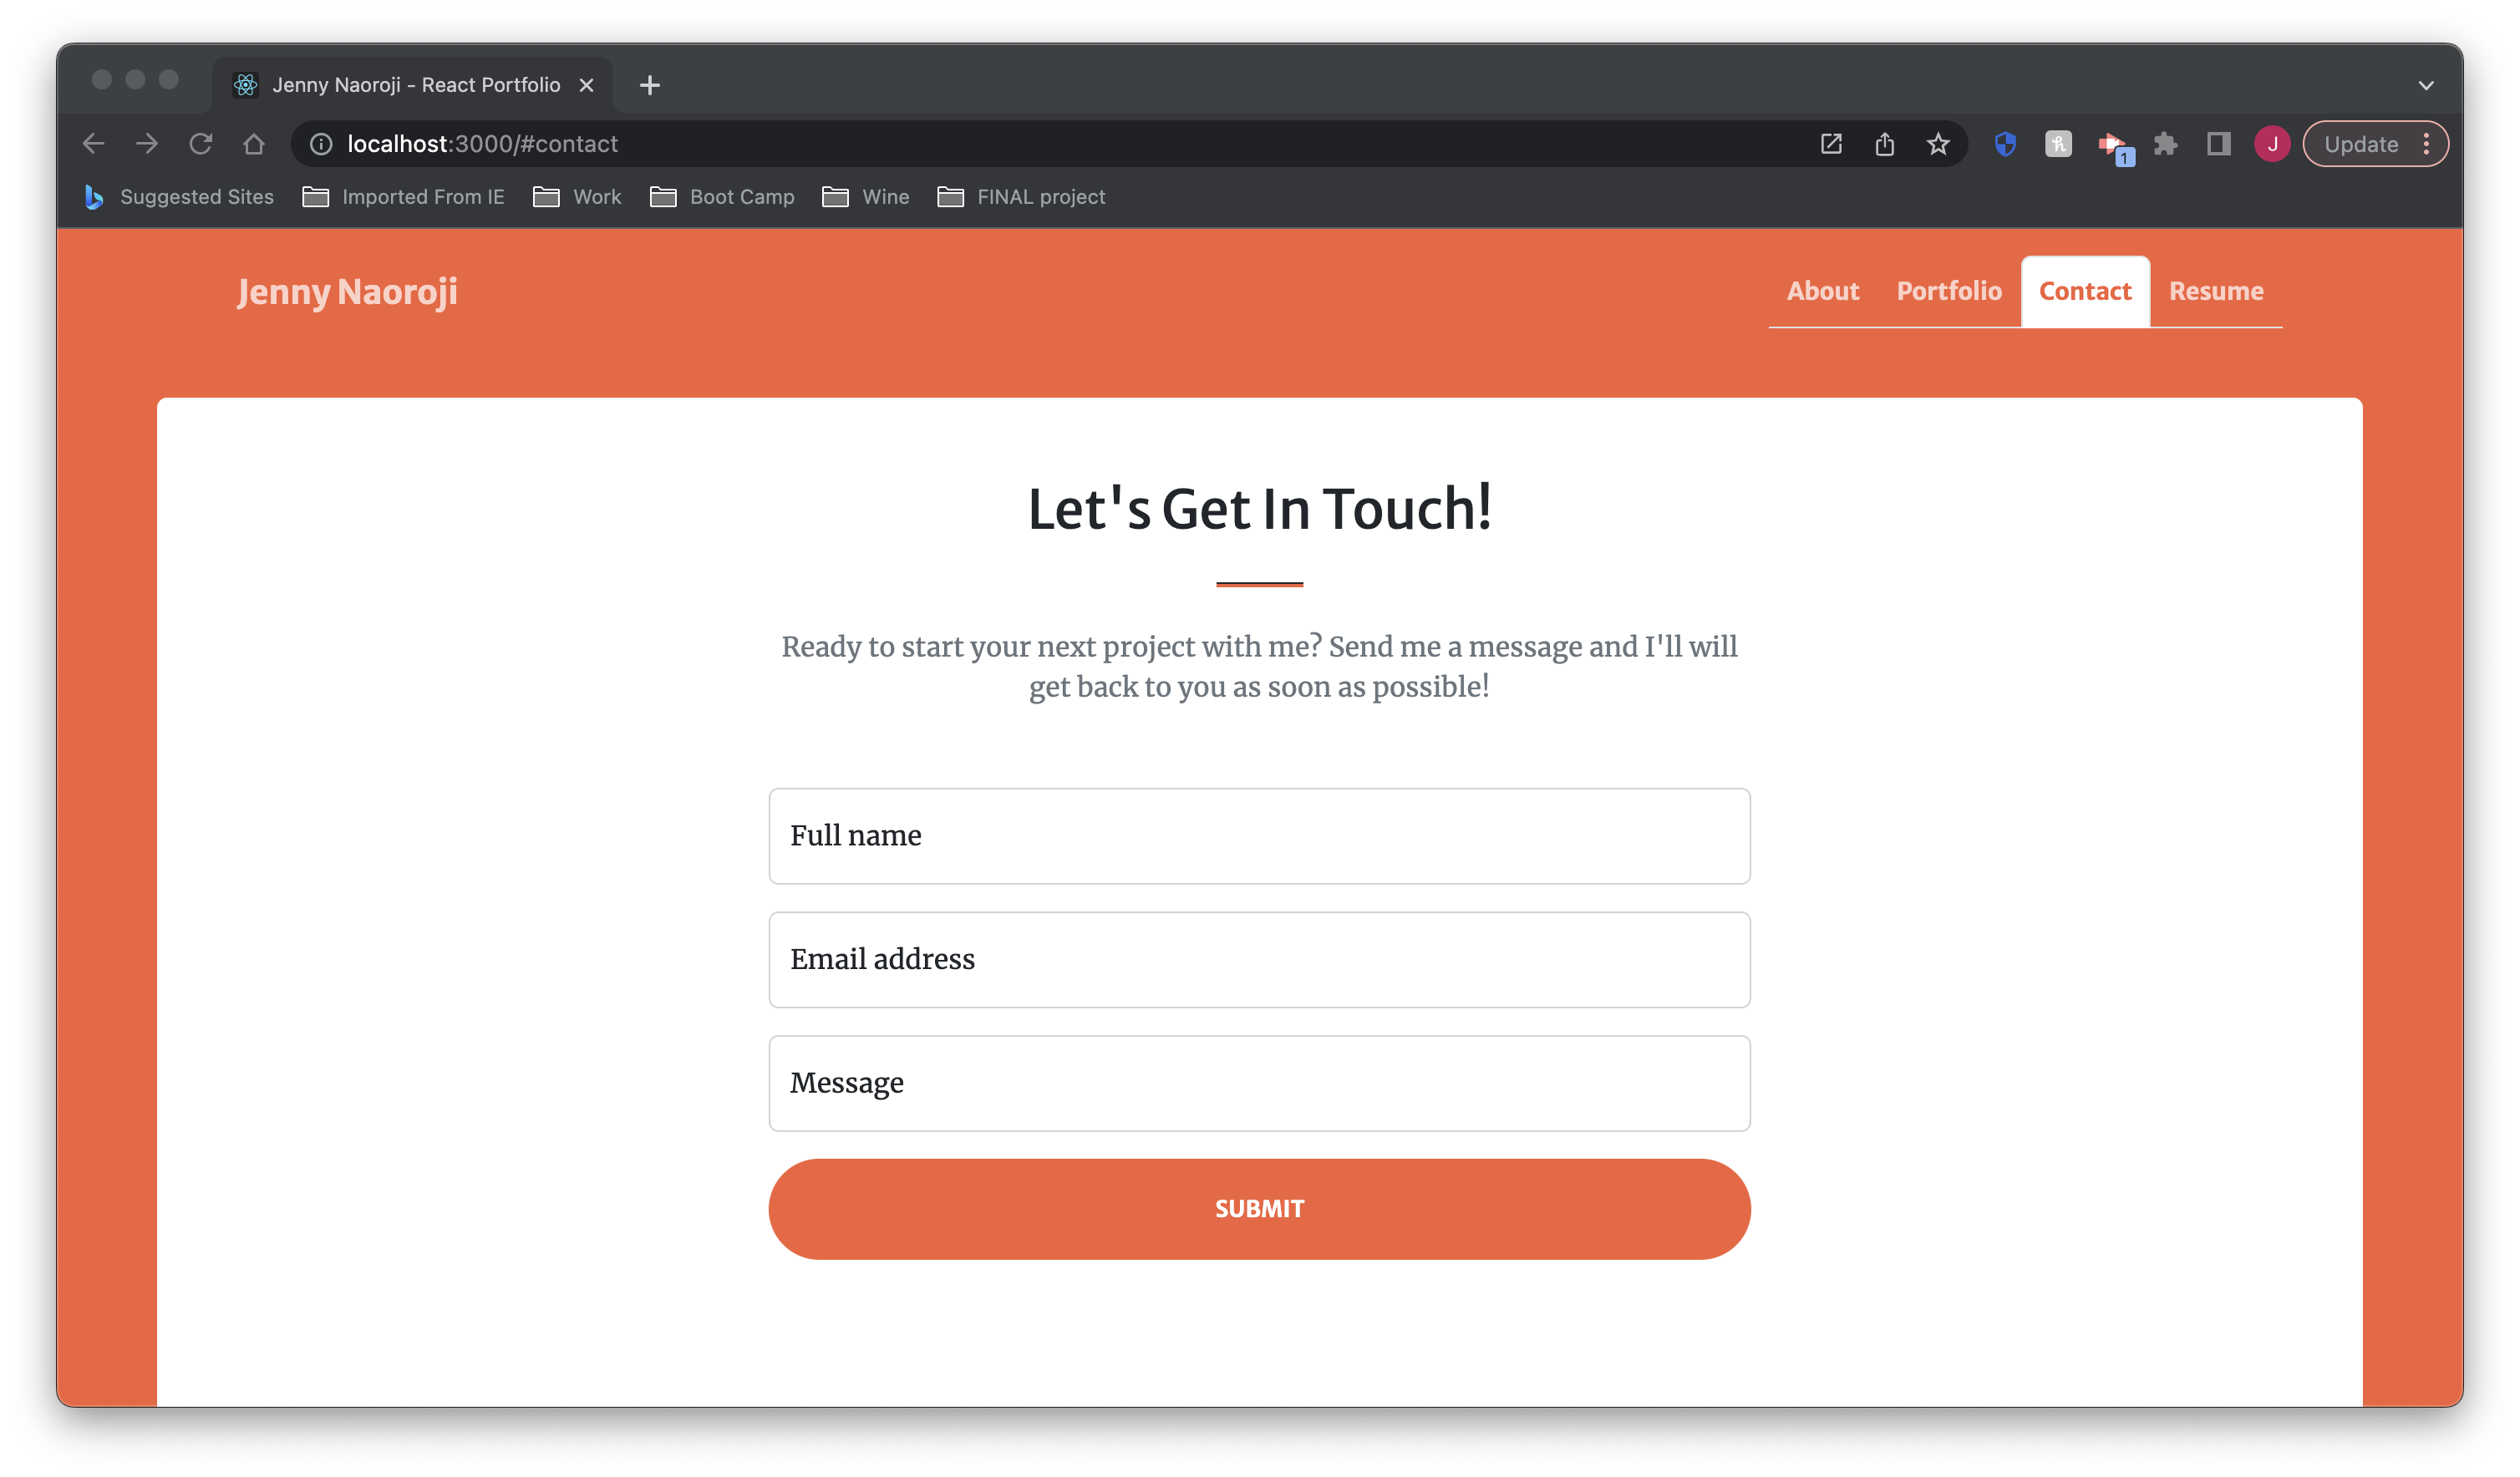 Jenny Naoroji - React Portfolio
localhost:3000/#contact
1
J
Update
Suggested Sites Imported From IE Work Boot Camp Wine FINAL project
Jenny Naoroji
About Portfolio Contact Resume
Let's Get In Touch!
Ready to start your next project with me? Send me a message and I'll will
get back to you as soon as possible!
Full name
Email address
Message
SUBMIT